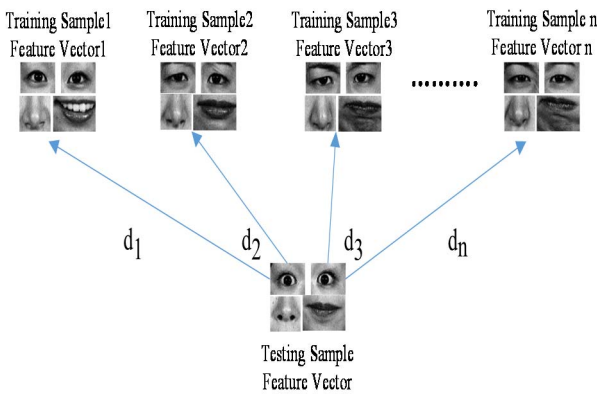 Training Sample1
Feature Vector1
Training Sample2
Feature Vector2
Training Sample3
Feature Vector3
..........
Training Sample n
Feature Vector n
d1
d2
d3
dn
Testing Sample
Feature Vector